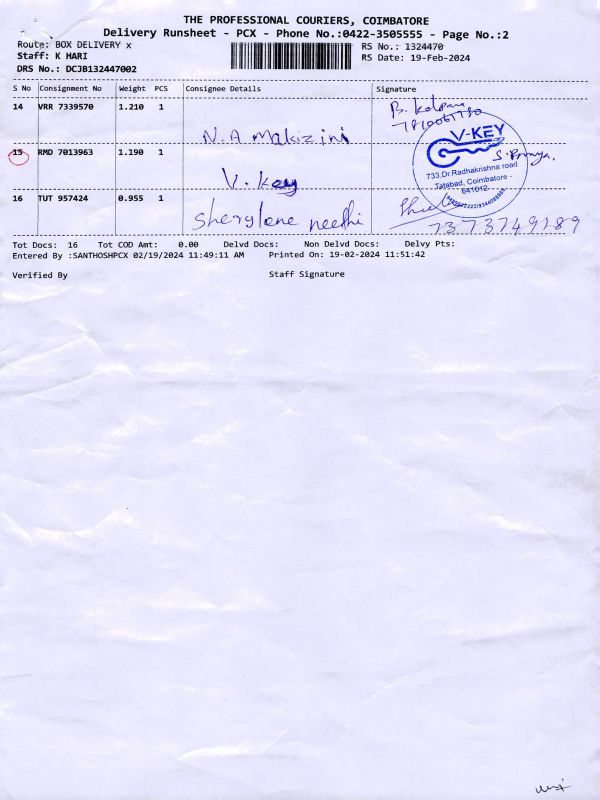 THE PROFESSIONAL COURIERS, COIMBATORE
Delivery Runsheet - PCX - Phone No.:0422-3505555 - Page No.:2
Route: BOX DELIVERY x
Staff: K HARI
DRS No.: DCJB132447002
RS No.: 1324470
RS Date: 19-Feb-2024
S No Consignment No Weight PCS Consignee Details Signature
14 VRR 7339570 1.210 1 N.A makizini
15 RMD 7013963 1.190 1 V. Key
V-KEY
733,Dr.Radhakrishna road
Tatabad, Coimbatore -
641012.
16 TUT 957424 0.955 1
7373749189
Tot Docs: 16 Tot COD Amt: 0.00 Delvd Docs: Non Delvd Docs: Delvy Pts:
Entered By :SANTHOSHPCX 02/19/2024 11:49:11 AM Printed On: 19-02-2024 11:51:42
Verified By Staff Signature